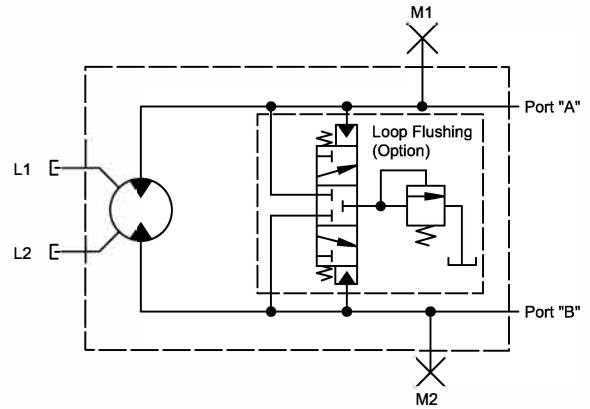 M1
Port "A"
Loop Flushing
(Option)
L1
L2
Port "B"
M2